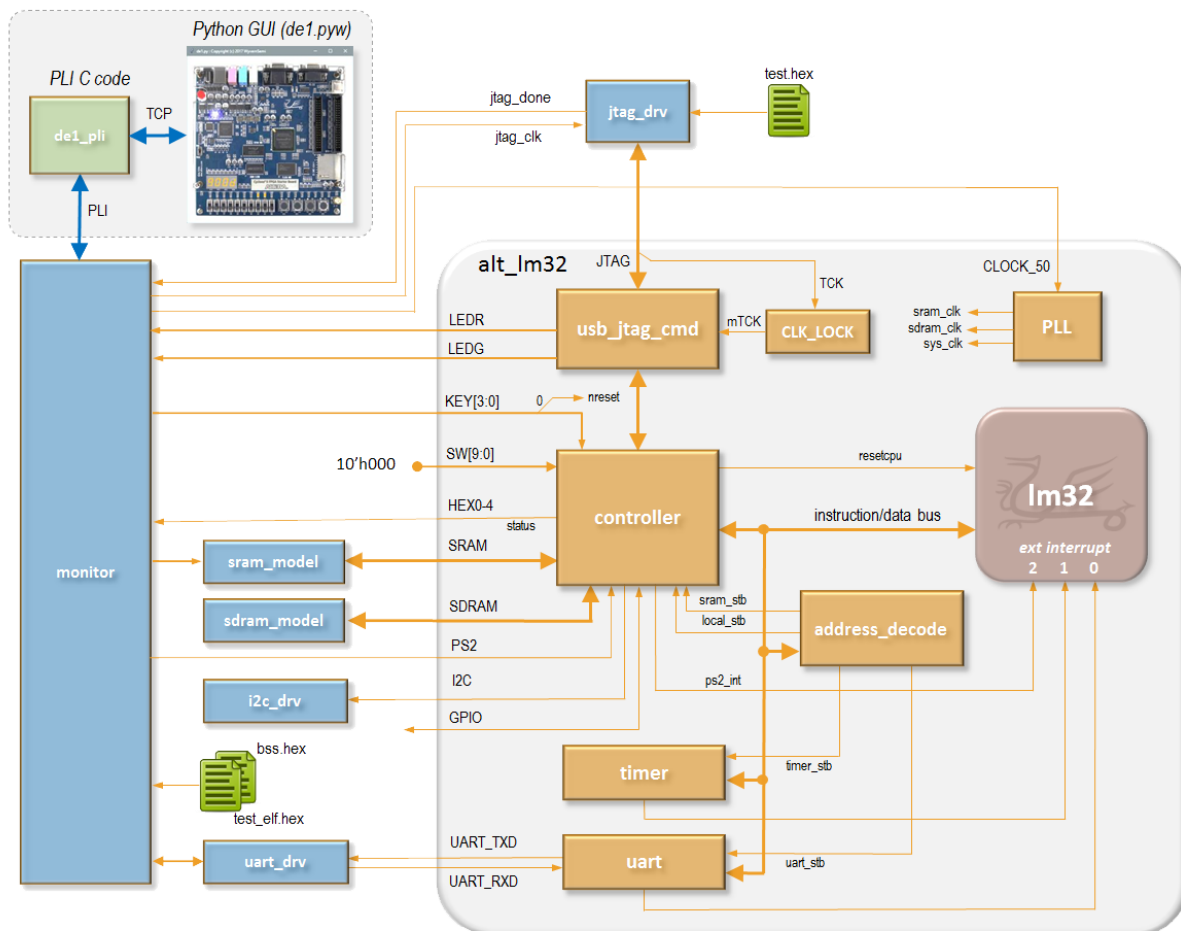 Python GUI (de1.pyw)
PLI C code
de1_pli
TCP
PLI
jtag_done
jtag_clk
jtag_drv
test.hex
alt_lm32
JTAG
TCK
CLOCK_50
LEDR
LEDG
usb_jtag_cmd
mTCK
CLK_LOCK
sram_clk
sdram_clk
sys_clk
PLL
KEY[3:0]
0
nreset
10'h000
SW[9:0]
resetcpu
HEX0-4
status
controller
instruction/data bus
lm32
ext interrupt
2 1 0
monitor
sram_model
SRAM
sdram_model
SDRAM
sram_stb
local_stb
address_decode
PS2
ps2_int
i2c_drv
I2C
GPIO
bss.hex
test_elf.hex
timer
timer_stb
uart_drv
UART_TXD
UART_RXD
uart
uart_stb